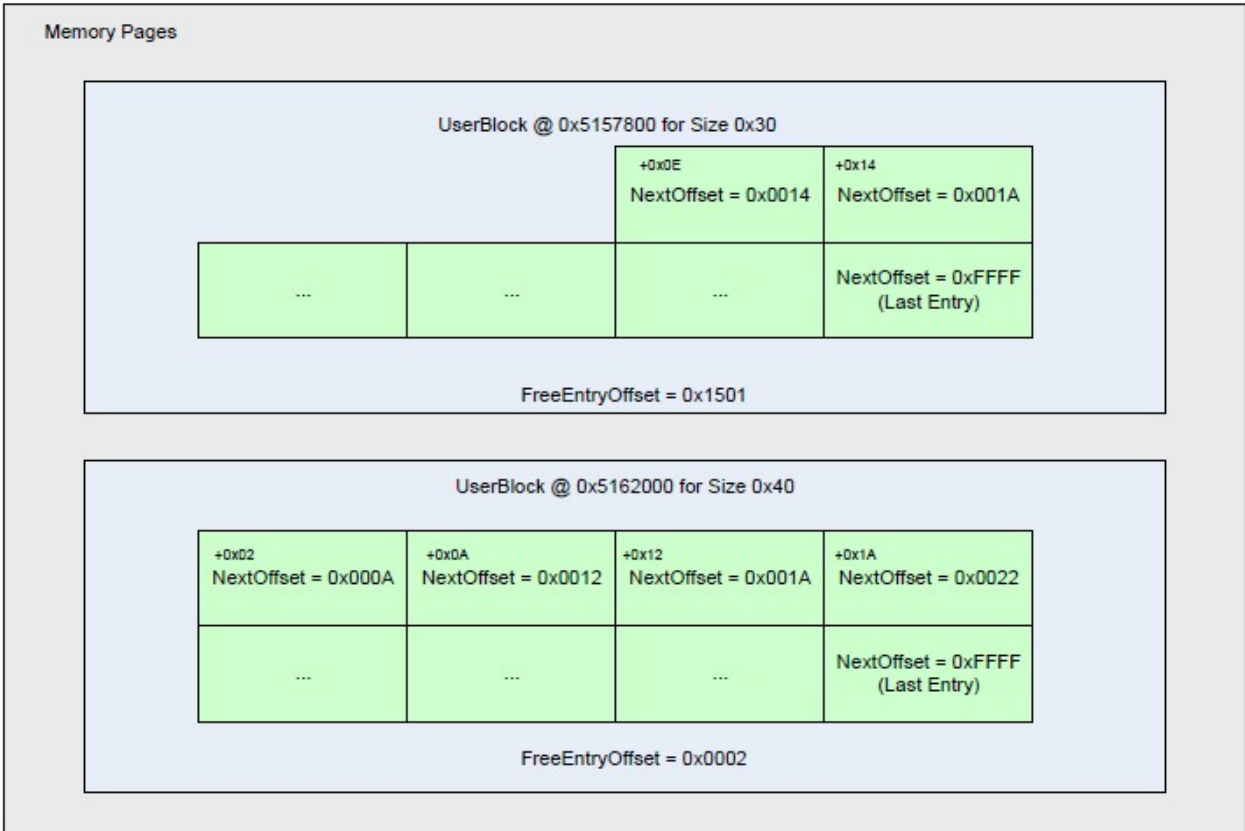 Memory Pages
UserBlock @ 0x5157800 for Size 0x30
+0x0E
NextOffset = 0x0014
+0x14
NextOffset = 0x001A
...
...
...
NextOffset = 0xFFFF
(Last Entry)
FreeEntryOffset = 0x1501
UserBlock @ 0x5162000 for Size 0x40
+0x02
NextOffset = 0x000A
+0x0A
NextOffset = 0x0012
+0x12
NextOffset = 0x001A
+0x1A
NextOffset = 0x0022
...
...
...
NextOffset = 0xFFFF
(Last Entry)
FreeEntryOffset = 0x0002